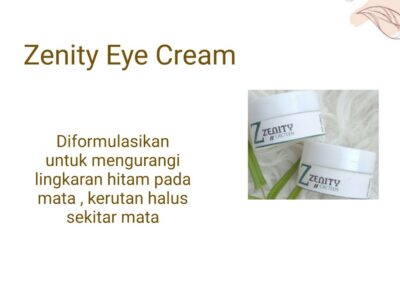 Zenity Eye Cream
Diformulasikan
untuk mengurangi
lingkaran hitam pada
mata , kerutan halus
sekitar mata
ZENITY
ZENITY